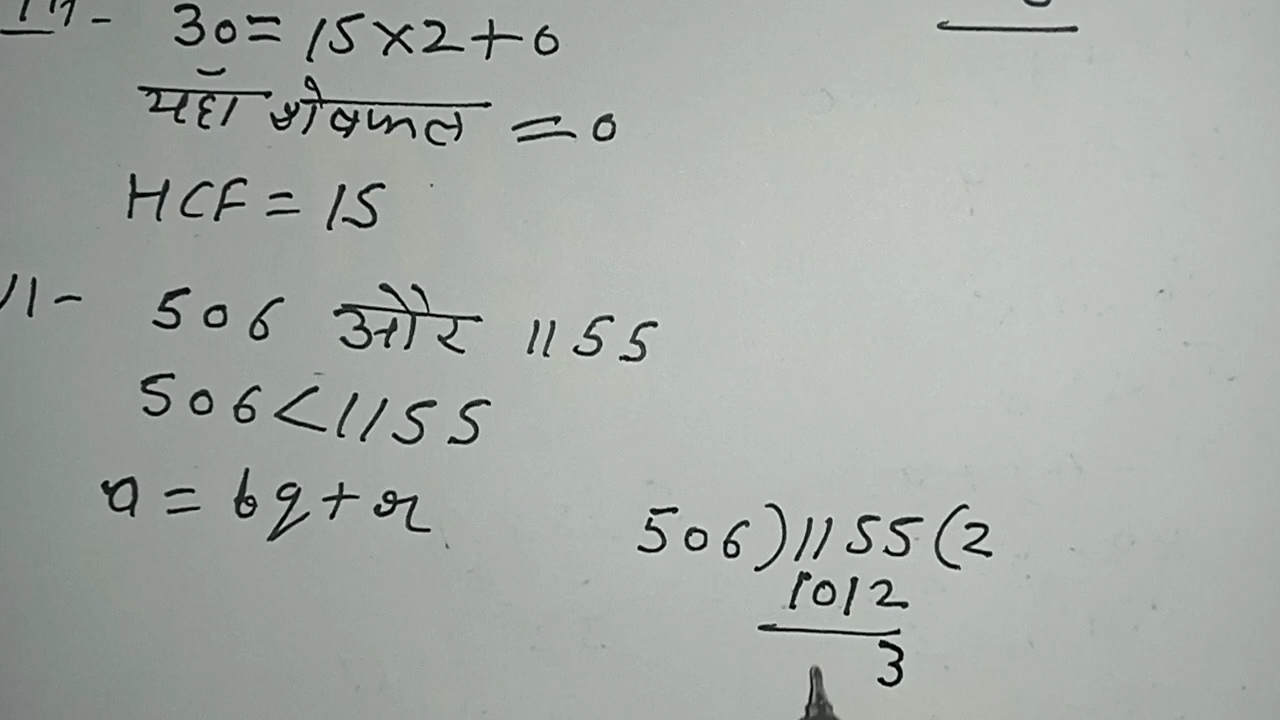 30 = 15 × 2 + 0
यहाँ शेषफल = 0
HCF = 15
11 - 506 और 1155
506 < 1155
a = bq + r
506 ) 1155 ( 2
1012
3